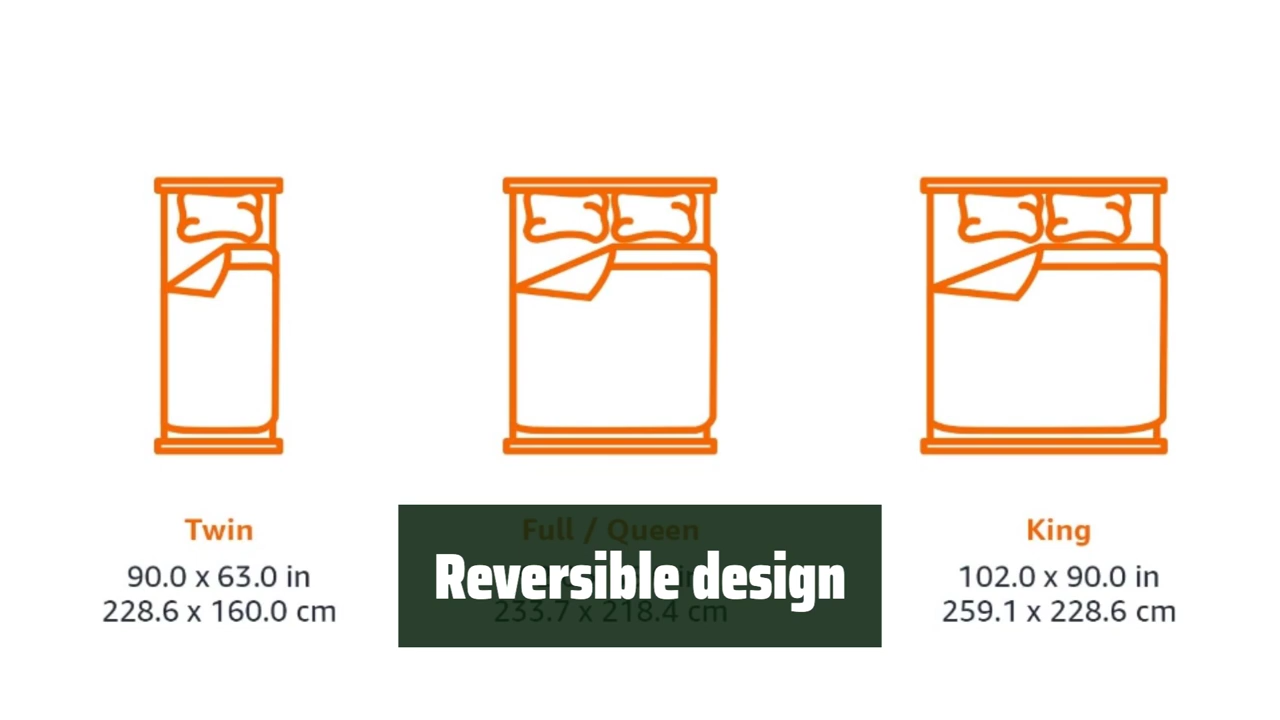 Twin
90.0 x 63.0 in
228.6 x 160.0 cm
Full / Queen
Reversible design
233.7 x 218.4 cm
King
102.0 x 90.0 in
259.1 x 228.6 cm